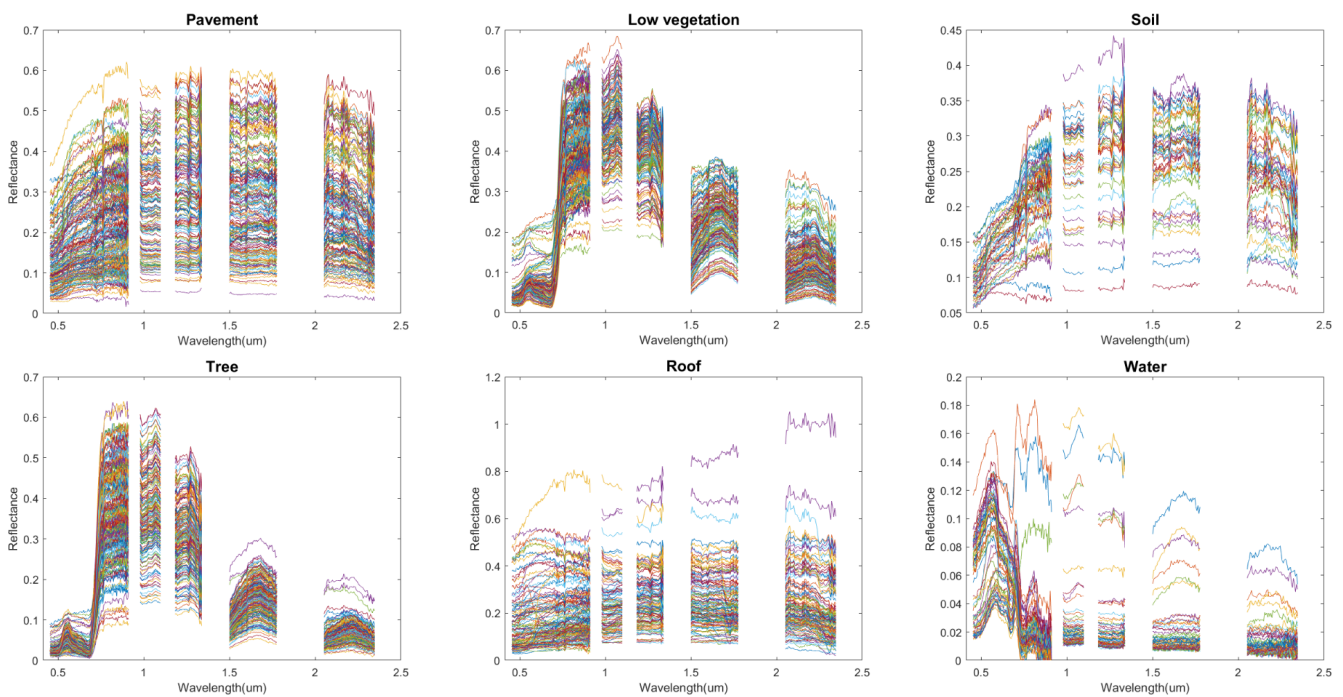 Pavement
0.7
0.6
0.5
0.4
0.3
0.2
0.1
0
Reflectance
0.5 1 1.5 2 2.5
Wavelength(um)
Low vegetation
0.7
0.6
0.5
0.4
0.3
0.2
0.1
0
Reflectance
0.5 1 1.5 2 2.5
Wavelength(um)
Soil
0.45
0.4
0.35
0.3
0.25
0.2
0.15
0.1
0.05
Reflectance
0.5 1 1.5 2 2.5
Wavelength(um)
Tree
0.7
0.6
0.5
0.4
0.3
0.2
0.1
0
Reflectance
0.5 1 1.5 2 2.5
Wavelength(um)
Roof
1.2
1
0.8
0.6
0.4
0.2
0
Reflectance
0.5 1 1.5 2 2.5
Wavelength(um)
Water
0.2
0.18
0.16
0.14
0.12
0.1
0.08
0.06
0.04
0.02
0
Reflectance
0.5 1 1.5 2 2.5
Wavelength(um)